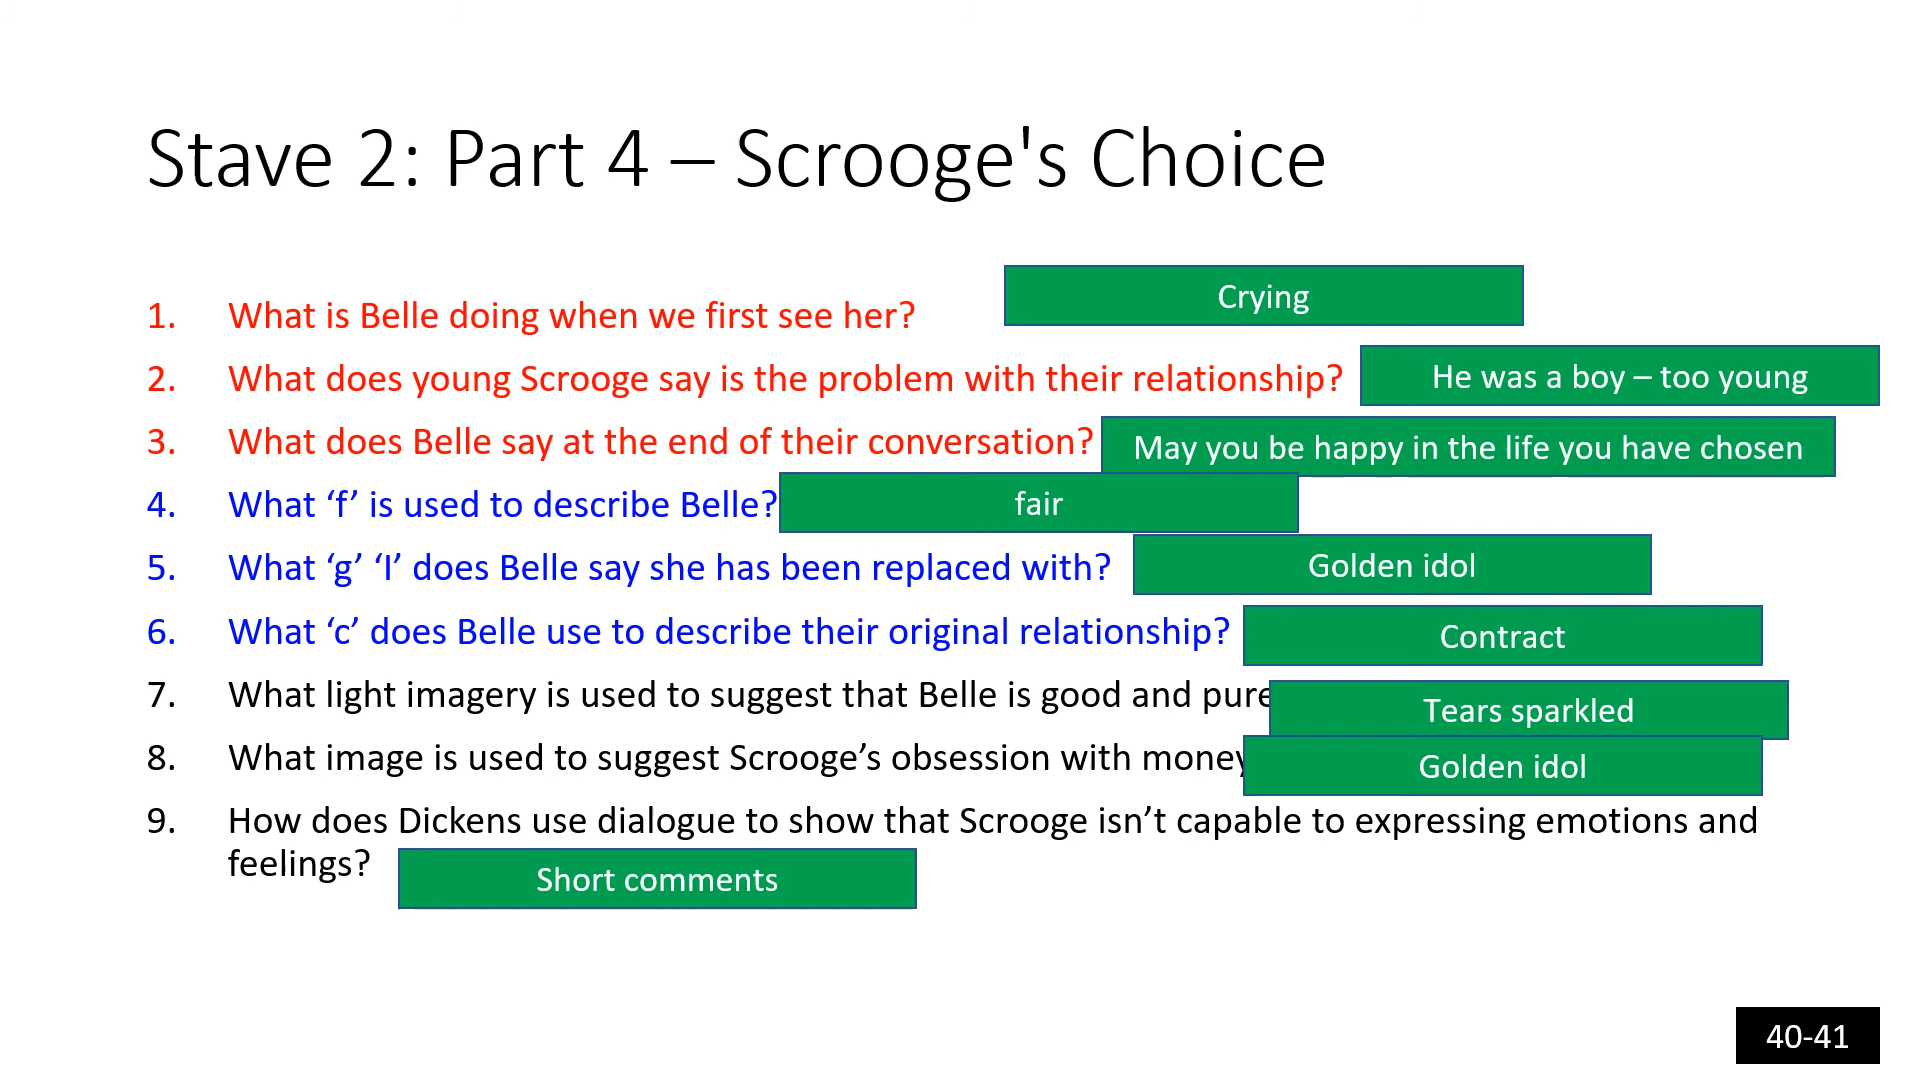 Stave 2: Part 4 – Scrooge's Choice
1. What is Belle doing when we first see her? Crying
2. What does young Scrooge say is the problem with their relationship? He was a boy – too young
3. What does Belle say at the end of their conversation? May you be happy in the life you have chosen
4. What ‘f’ is used to describe Belle? fair
5. What ‘g’ ‘I’ does Belle say she has been replaced with? Golden idol
6. What ‘c’ does Belle use to describe their original relationship? Contract
7. What light imagery is used to suggest that Belle is good and pure Tears sparkled
8. What image is used to suggest Scrooge’s obsession with money Golden idol
9. How does Dickens use dialogue to show that Scrooge isn’t capable to expressing emotions and
feelings? Short comments
40-41